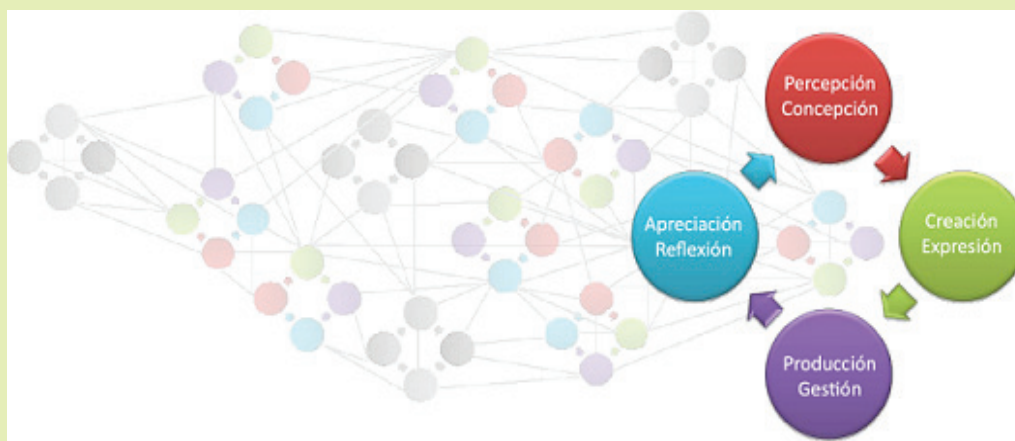 Percepción
Concepción
Creación
Expresión
Producción
Gestión
Apreciación
Reflexión